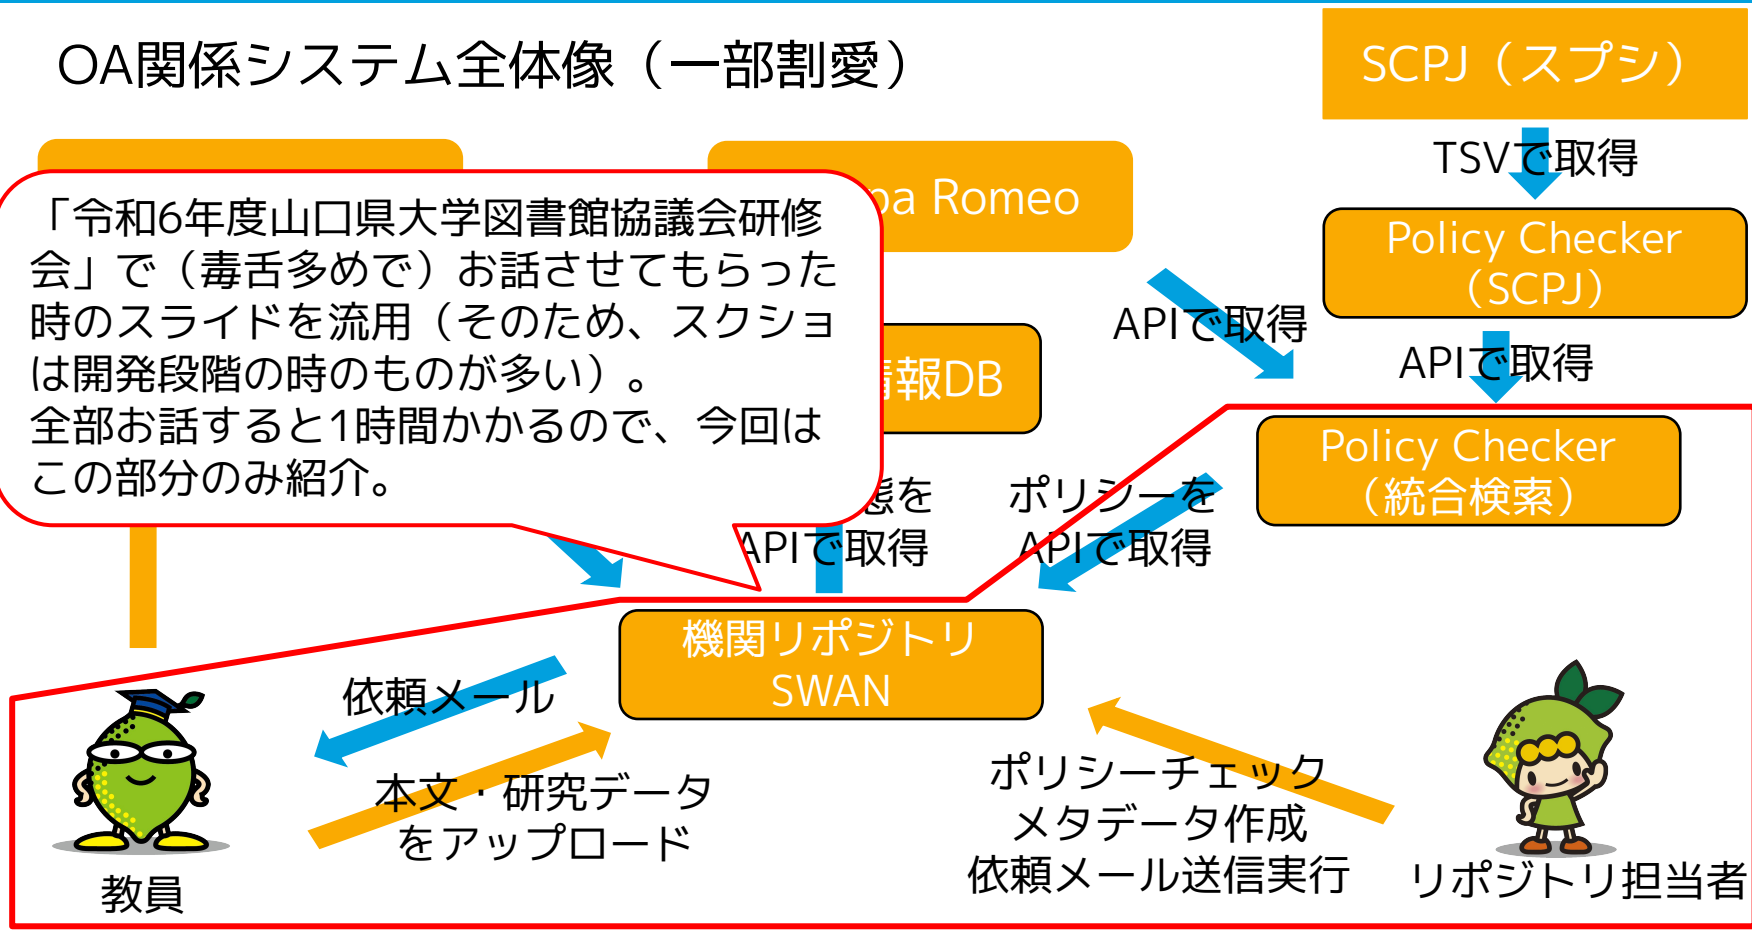 OA関係システム全体像（一部割愛）
SCPJ（スプシ）
TSVで取得
Policy Checker
（SCPJ）
APIで取得
pa Romeo
APIで取得
「令和6年度山口県大学図書館協議会研修
会」で（毒舌多めで）お話させてもらった
時のスライドを流用（そのため、スクショ
は開発段階の時のものが多い）。
全部お話すると1時間かかるので、今回は
この部分のみ紹介。
情報DB
Policy Checker
（統合検索）
態を
APIで取得
ポリシーを
APIで取得
機関リポジトリ
SWAN
依頼メール
本文・研究データ
をアップロード
教員
ポリシーチェック
メタデータ作成
依頼メール送信実行
リポジトリ担当者